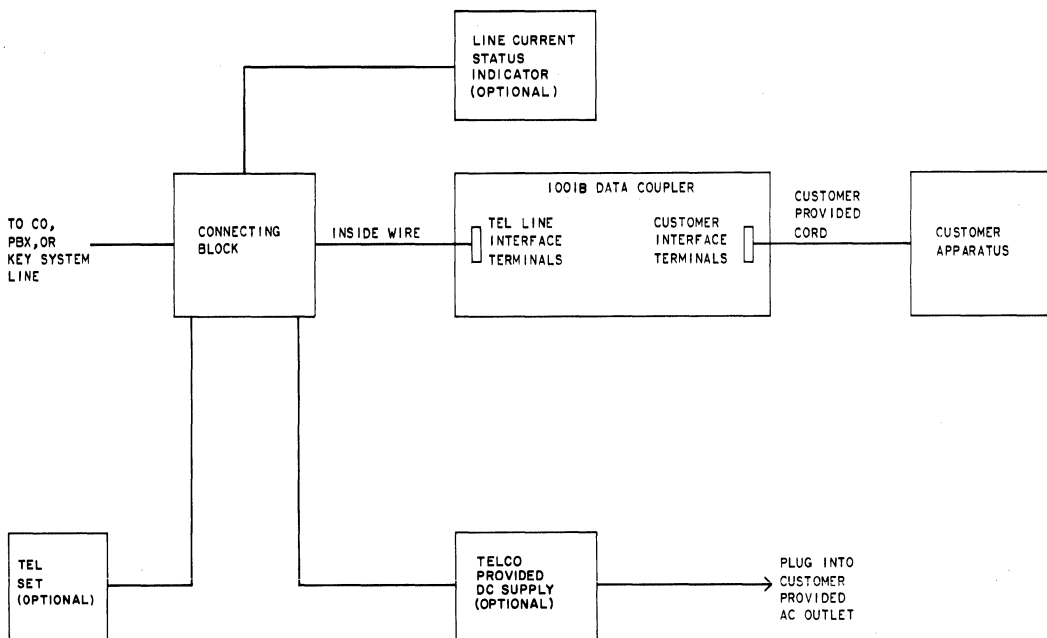 LINE CURRENT
STATUS
INDICATOR
(OPTIONAL)
TO CO,
PBX, OR
KEY SYSTEM
LINE
CONNECTING
BLOCK
INSIDE WIRE
1001B DATA COUPLER
TEL LINE
INTERFACE
TERMINALS
CUSTOMER
INTERFACE
TERMINALS
CUSTOMER
PROVIDED
CORD
CUSTOMER
APPARATUS
TEL
SET
(OPTIONAL)
TELCO
PROVIDED
DC SUPPLY
(OPTIONAL)
PLUG INTO
CUSTOMER
PROVIDED
AC OUTLET